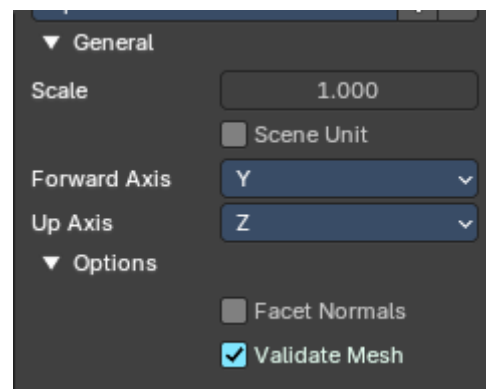 General
Scale 1.000
Scene Unit
Forward Axis Y
Up Axis Z
Options
Facet Normals
Validate Mesh